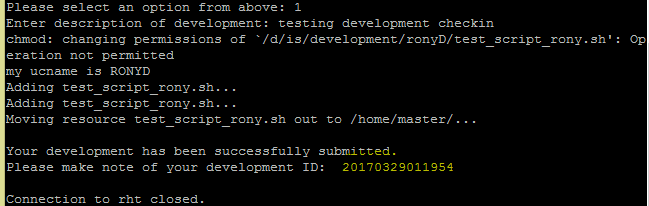 Please select an option from above: 1
Enter description of development: testing development checkin
chmod: changing permissions of `/d/is/development/ronyD/test_script_rony.sh': Op
eration not permitted
my ucname is RONYD
Adding test_script_rony.sh...
Adding test_script_rony.sh...
Moving resource test_script_rony.sh out to /home/master/...
Your development has been successfully submitted.
Please make note of your development ID:  20170329011954
Connection to rht closed.